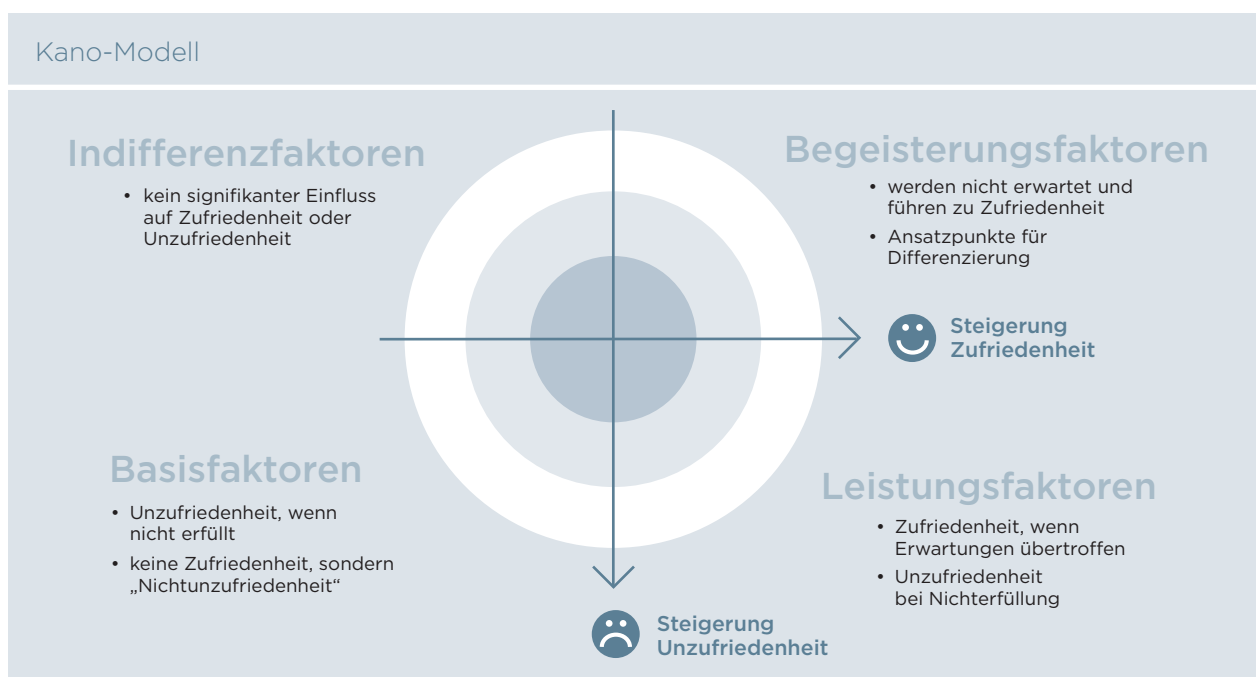 Kano-Modell
Indifferenzfaktoren
• kein signifikanter Einfluss
auf Zufriedenheit oder
Unzufriedenheit
Begeisterungsfaktoren
• werden nicht erwartet und
führen zu Zufriedenheit
• Ansatzpunkte für
Differenzierung
Steigerung
Zufriedenheit
Basisfaktoren
• Unzufriedenheit, wenn
nicht erfüllt
• keine Zufriedenheit, sondern
„Nichtunzufriedenheit“
Leistungsfaktoren
• Zufriedenheit, wenn
Erwartungen übertroffen
• Unzufriedenheit
bei Nichterfüllung
Steigerung
Unzufriedenheit